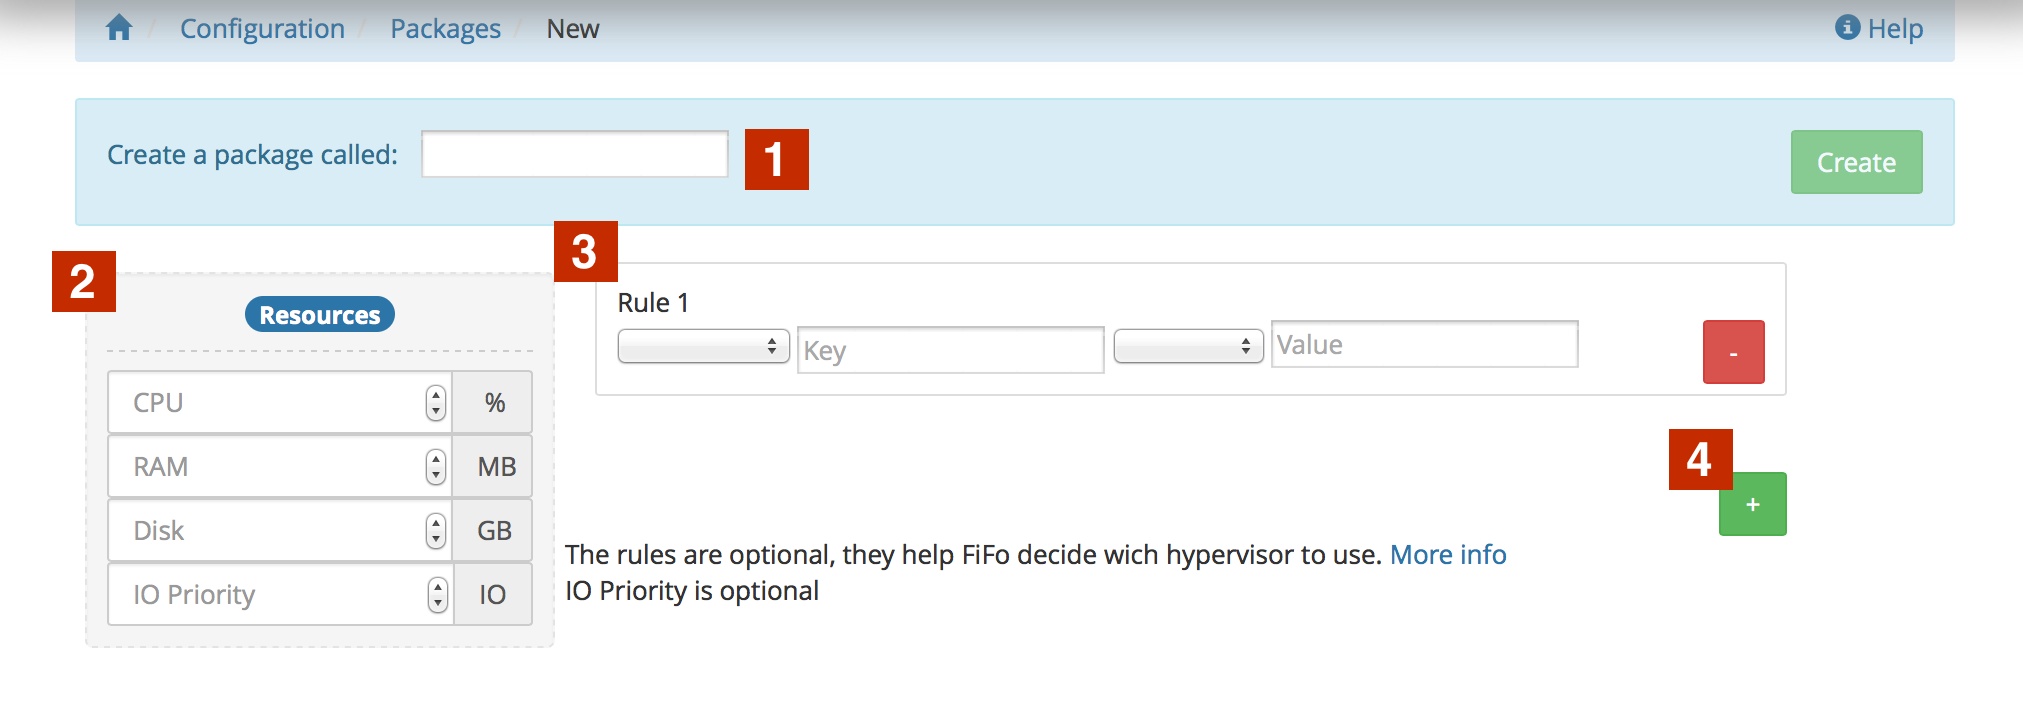 / Configuration / Packages / New
Help
Create a package called:
1
Create
2
3
Resources
Rule 1
Key
Value
-
CPU %
RAM MB
Disk GB
IO Priority IO
4
+
The rules are optional, they help FiFo decide wich hypervisor to use. More info
IO Priority is optional